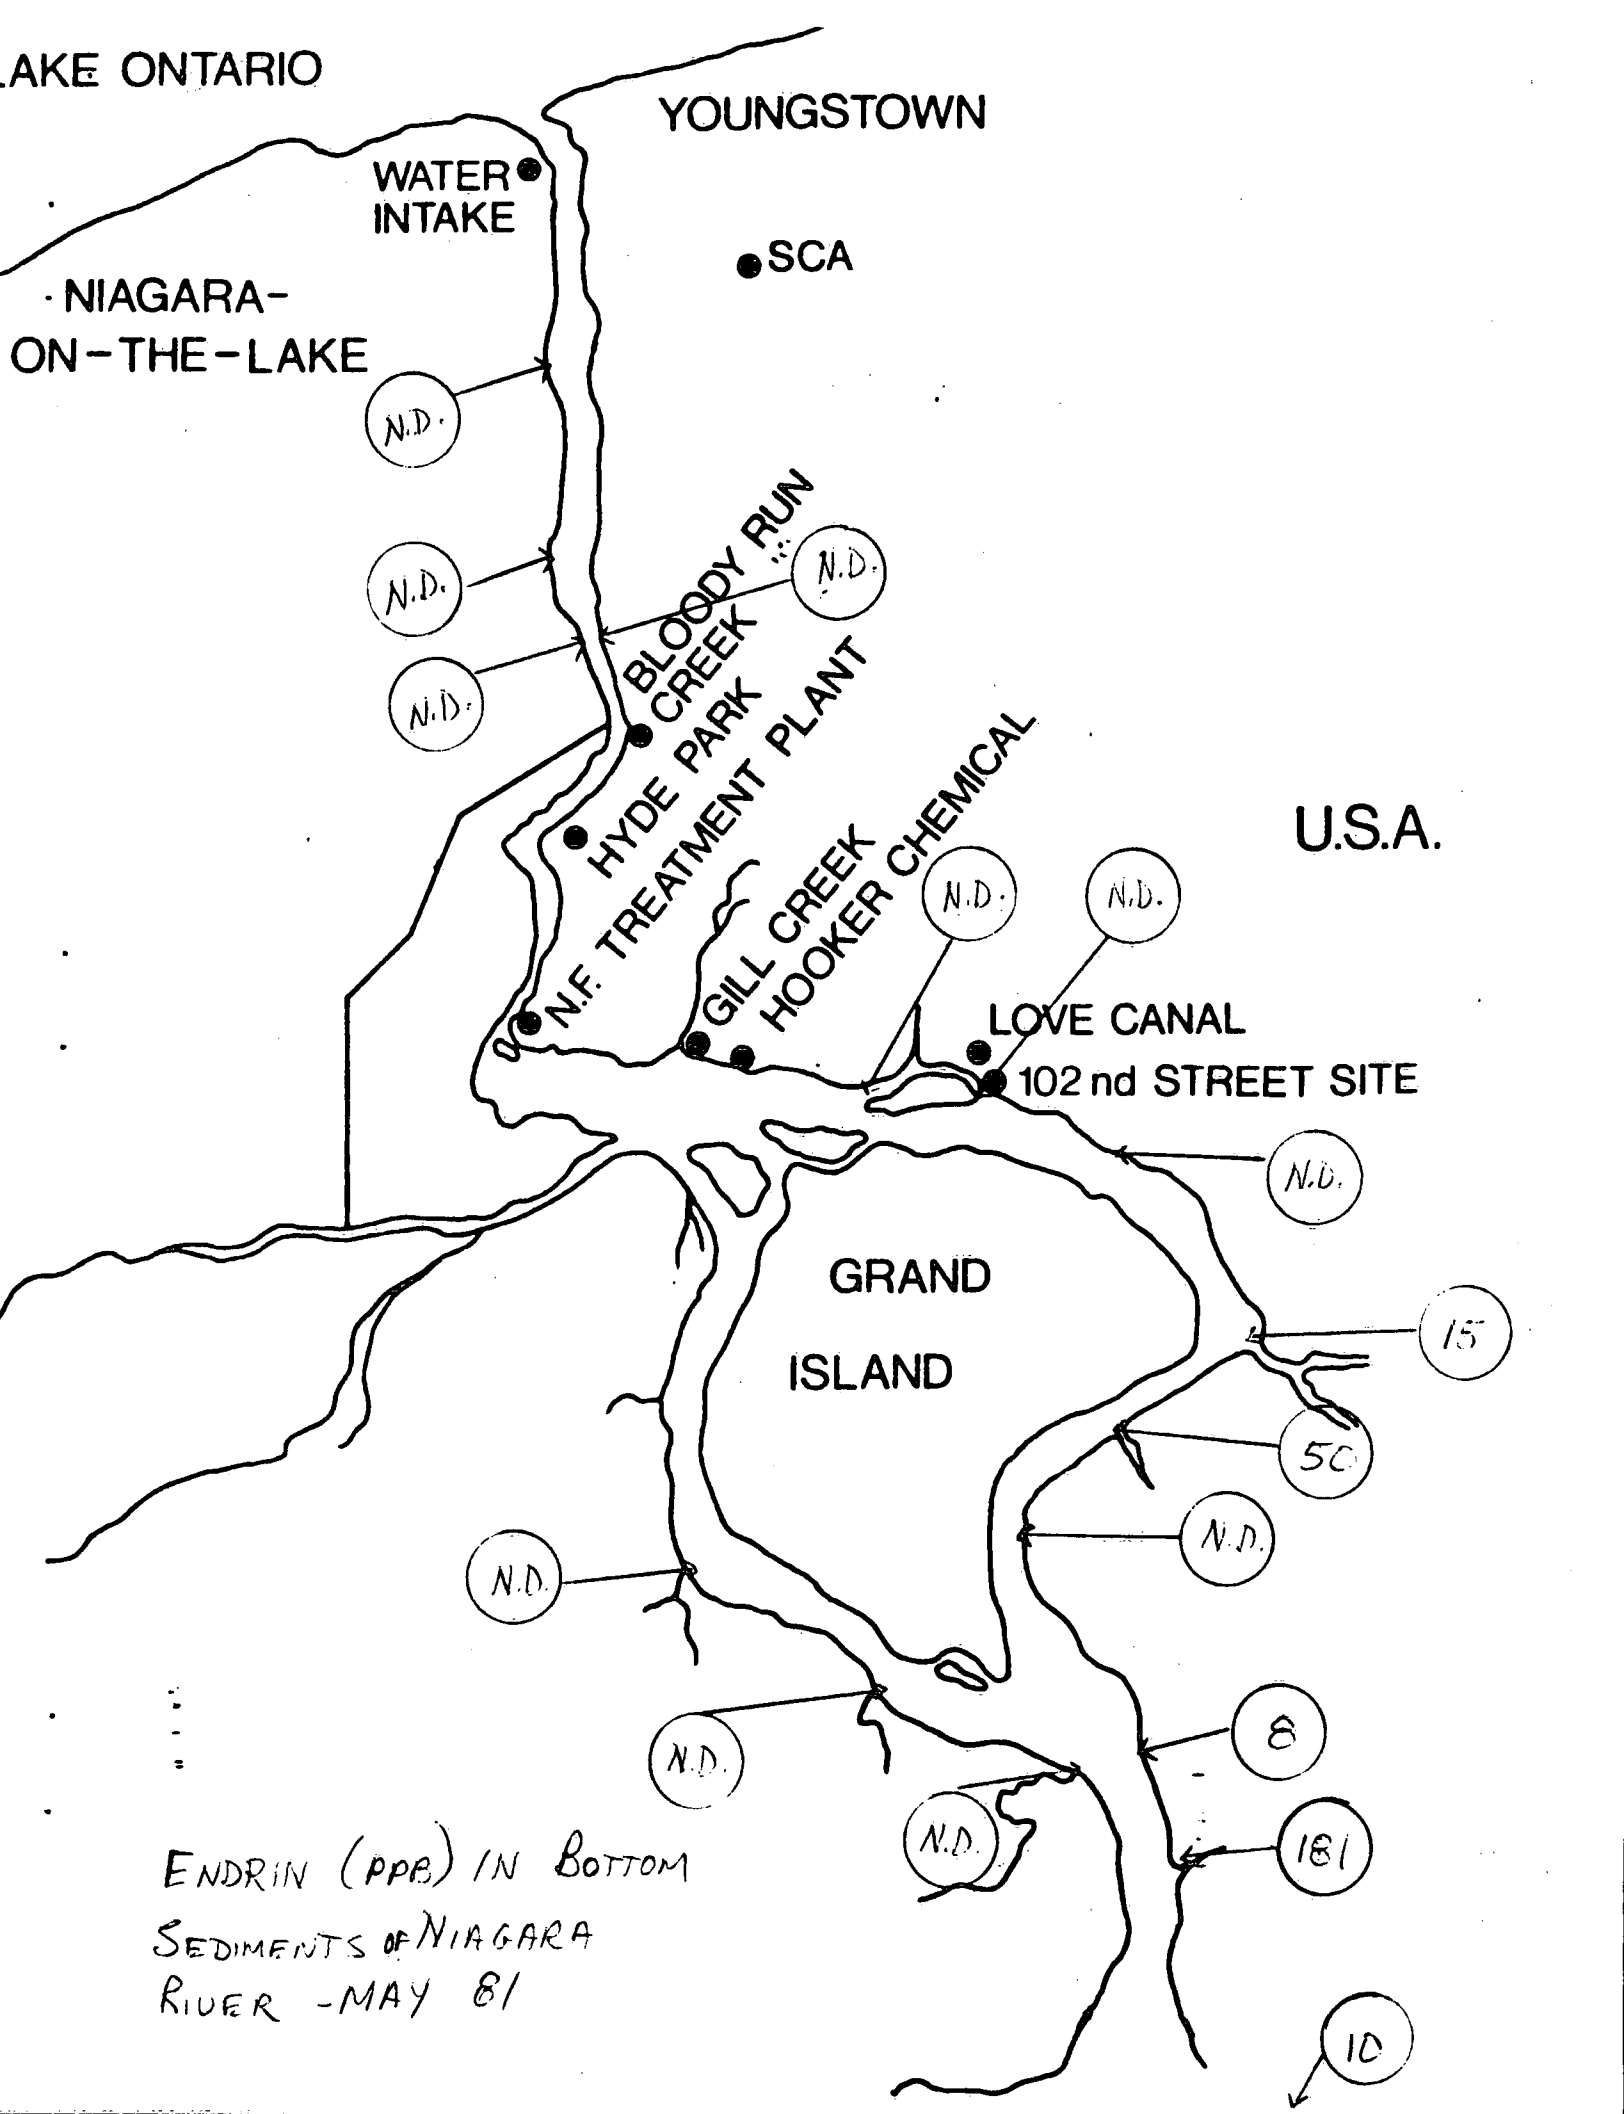 LAKE ONTARIO
YOUNGSTOWN
WATER
INTAKE
SCA
NIAGARA-
ON-THE-LAKE
N.D.
N.D.
N.D.
N.D.
BLOODY RUN
CREEK
HYDE PARK
N.F. TREATMENT PLANT
GILL CREEK
HOOKER CHEMICAL
U.S.A.
N.D.
N.D.
LOVE CANAL
102nd STREET SITE
N.D.
GRAND
ISLAND
15
50
N.D.
N.D.
N.D.
8
N.D.
181
ENDRIN (PPB) IN BOTTOM
SEDIMENTS OF NIAGARA
RIVER - MAY 81
10